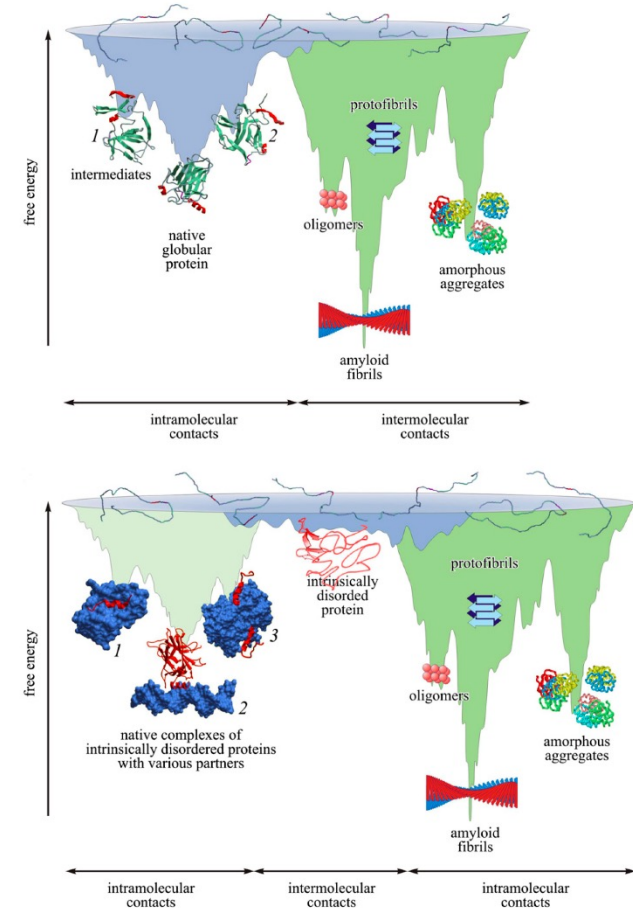 protofibrils
1
2
intermediates
free energy
native
globular
protein
oligomers
amorphous
aggregates
amyloid
fibrils
intramolecular
contacts
intermolecular
contacts
intrinsically
disordered
protein
protofibrils
free energy
1
3
2
oligomers
native complexes of
intrinsically disordered proteins
with various partners
amorphous
aggregates
amyloid
fibrils
intramolecular
contacts
intermolecular
contacts
intramolecular
contacts